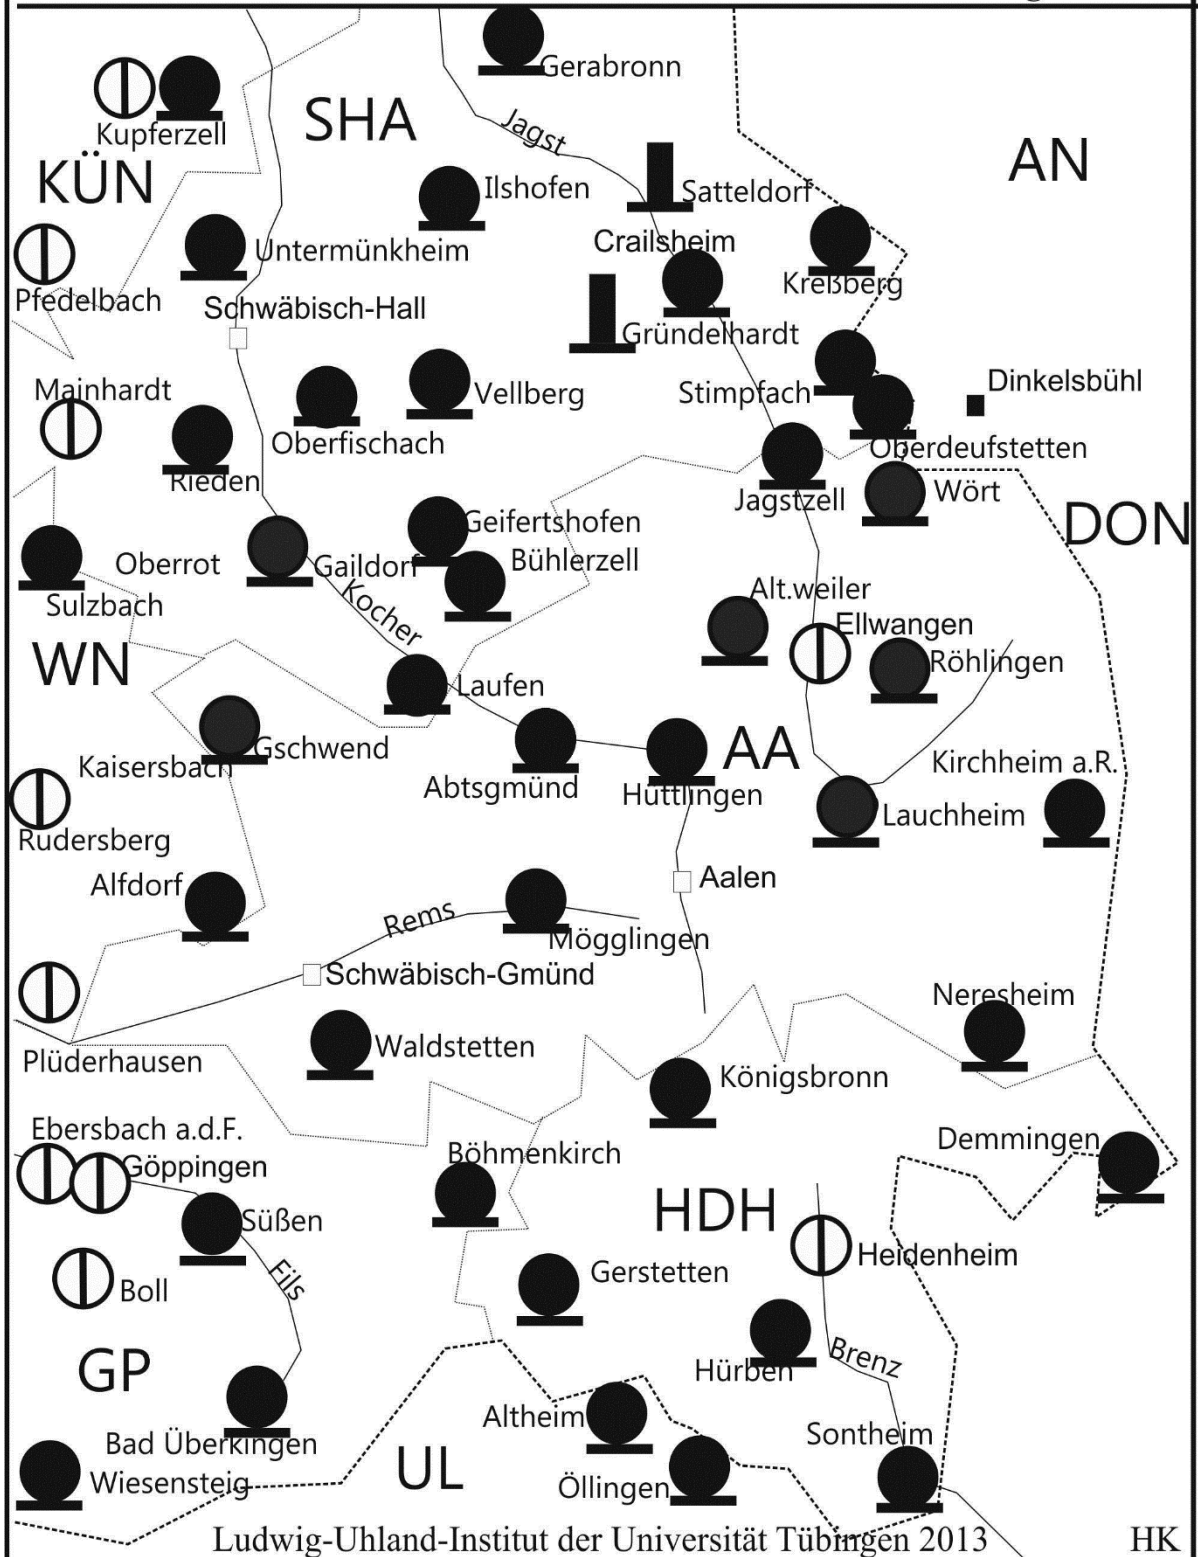 Gerabronn
SHA
Jagst
Kupferzell
AN
KÜN
Ilshofen
Satteldorf
Crailsheim
Untermünkheim
Kreßberg
Pfedelbach
Schwäbisch-Hall
Gründelhardt
Mainhardt
Vellberg
Stimpfach
Dinkelsbühl
Oberfischach
Oberdeufstetten
Rieden
Jagstzell
Wört
Geifertshofen
DON
Oberrot
Gaildorf
Bühlerzell
Sulzbach
Kocher
Alt.weiler
Ellwangen
WN
Röhlingen
Laufen
Gschwend
AA
Kaisersbach
Kirchheim a.R.
Abtsgmünd
Hüttlingen
Lauchheim
Rudersberg
Alfdorf
Aalen
Rems
Mögglingen
Schwäbisch-Gmünd
Neresheim
Plüderhausen
Waldstetten
Königsbronn
Ebersbach a.d.F.
Göppingen
Böhmenkirch
Demmingen
Süßen
HDH
Heidenheim
Boll
Fils
Gerstetten
GP
Hürben
Brenz
Altheim
Sontheim
Bad Überkingen
UL
Wiesensteig
Öllingen
Ludwig-Uhland-Institut der Universität Tübingen 2013
HK